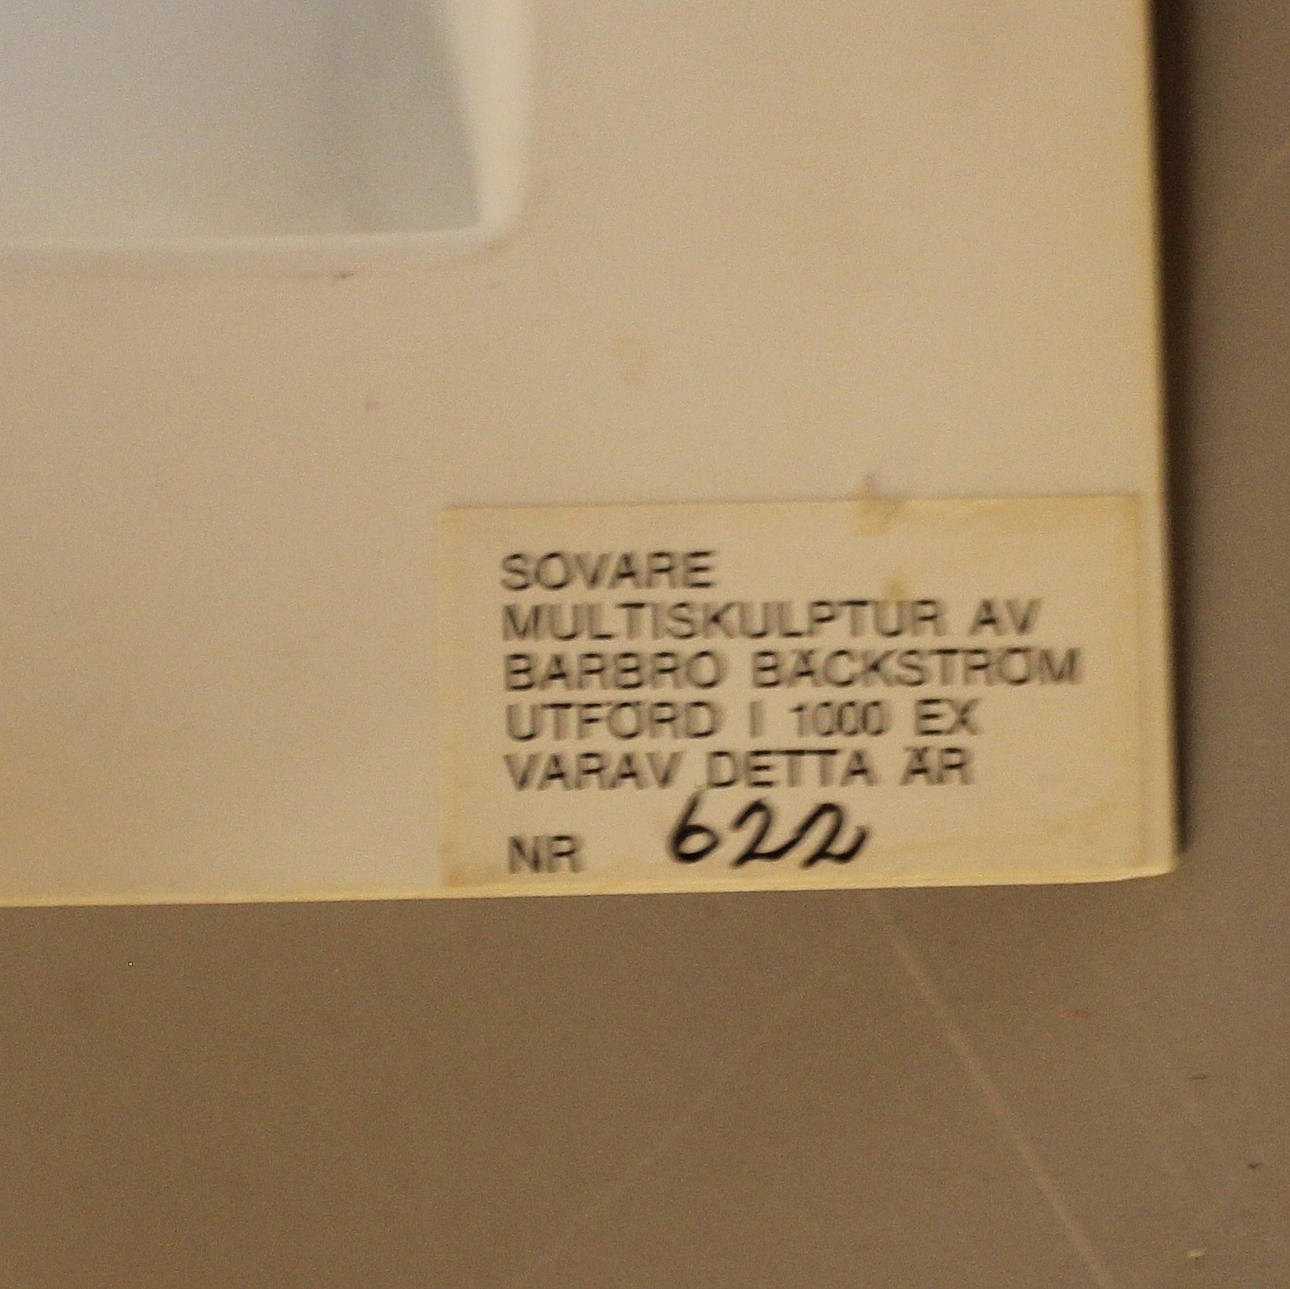 SOVARE
MULTISKULPTUR AV
BARBRO BÄCKSTRÖM
UTFÖRD I 1000 EX
VARAV DETTA ÄR
NR 622